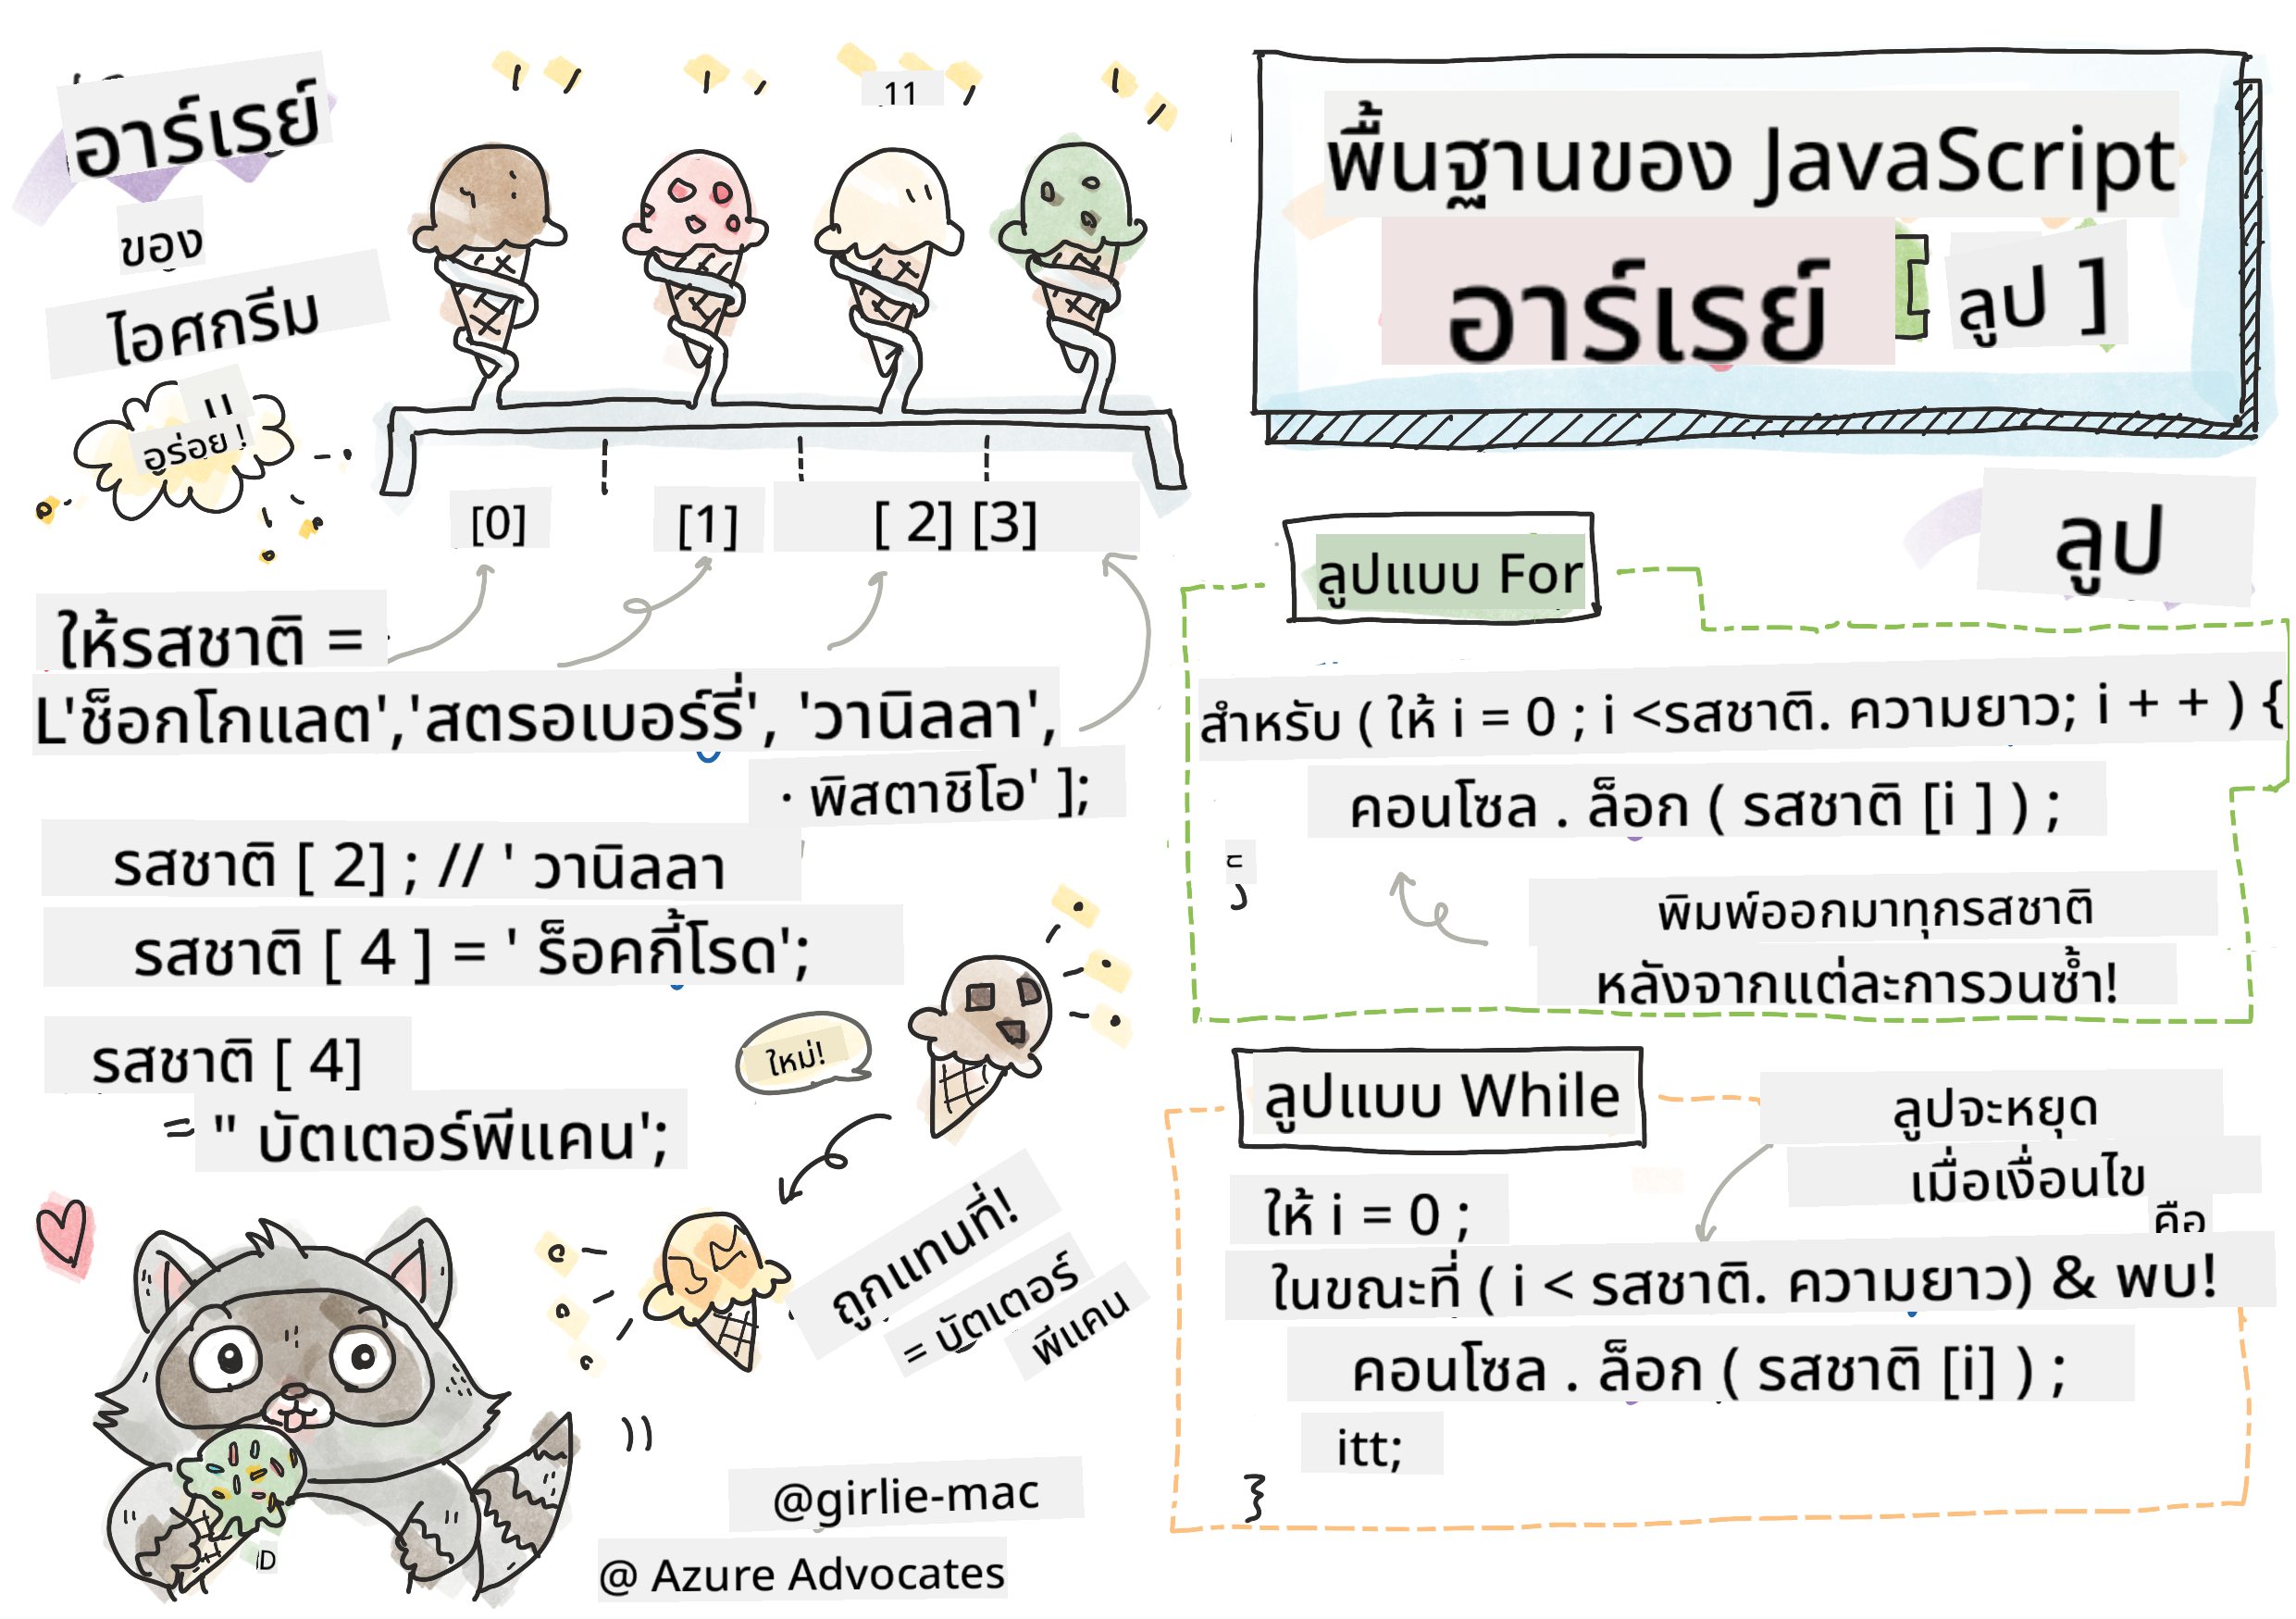 อาร์เรย์
ของ
ไอศกรีม
อร่อย !
11
[0]
[1]
[ 2] [3]
ให้รสชาติ =
L'ช็อกโกแลต','สตรอเบอร์รี่', 'วานิลลา',
· พิสตาชิโอ' ];
รสชาติ [ 2] ; // ' วานิลลา
รสชาติ [ 4 ] = ' ร็อคกี้โรด';
รสชาติ [ 4]
= " บัตเตอร์พีแคน';
ใหม่!
ถูกแทนที่!
= บัตเตอร์
พีแคน
@girlie-mac
@ Azure Advocates
พื้นฐานของ JavaScript
อาร์เรย์
[ ลูป ]
ลูป
ลูปแบบ For
สำหรับ ( ให้ i = 0 ; i <รสชาติ. ความยาว; i + + ) {
คอนโซล . ล็อก ( รสชาติ [i ] ) ;
พิมพ์ออกมาทุกรสชาติ
หลังจากแต่ละการวนซ้ำ!
ลูปแบบ While
ลูปจะหยุด
เมื่อเงื่อนไข
คือ
ให้ i = 0 ;
ในขณะที่ ( i < รสชาติ. ความยาว) & พบ!
คอนโซล . ล็อก ( รสชาติ [i] ) ;
itt;
}